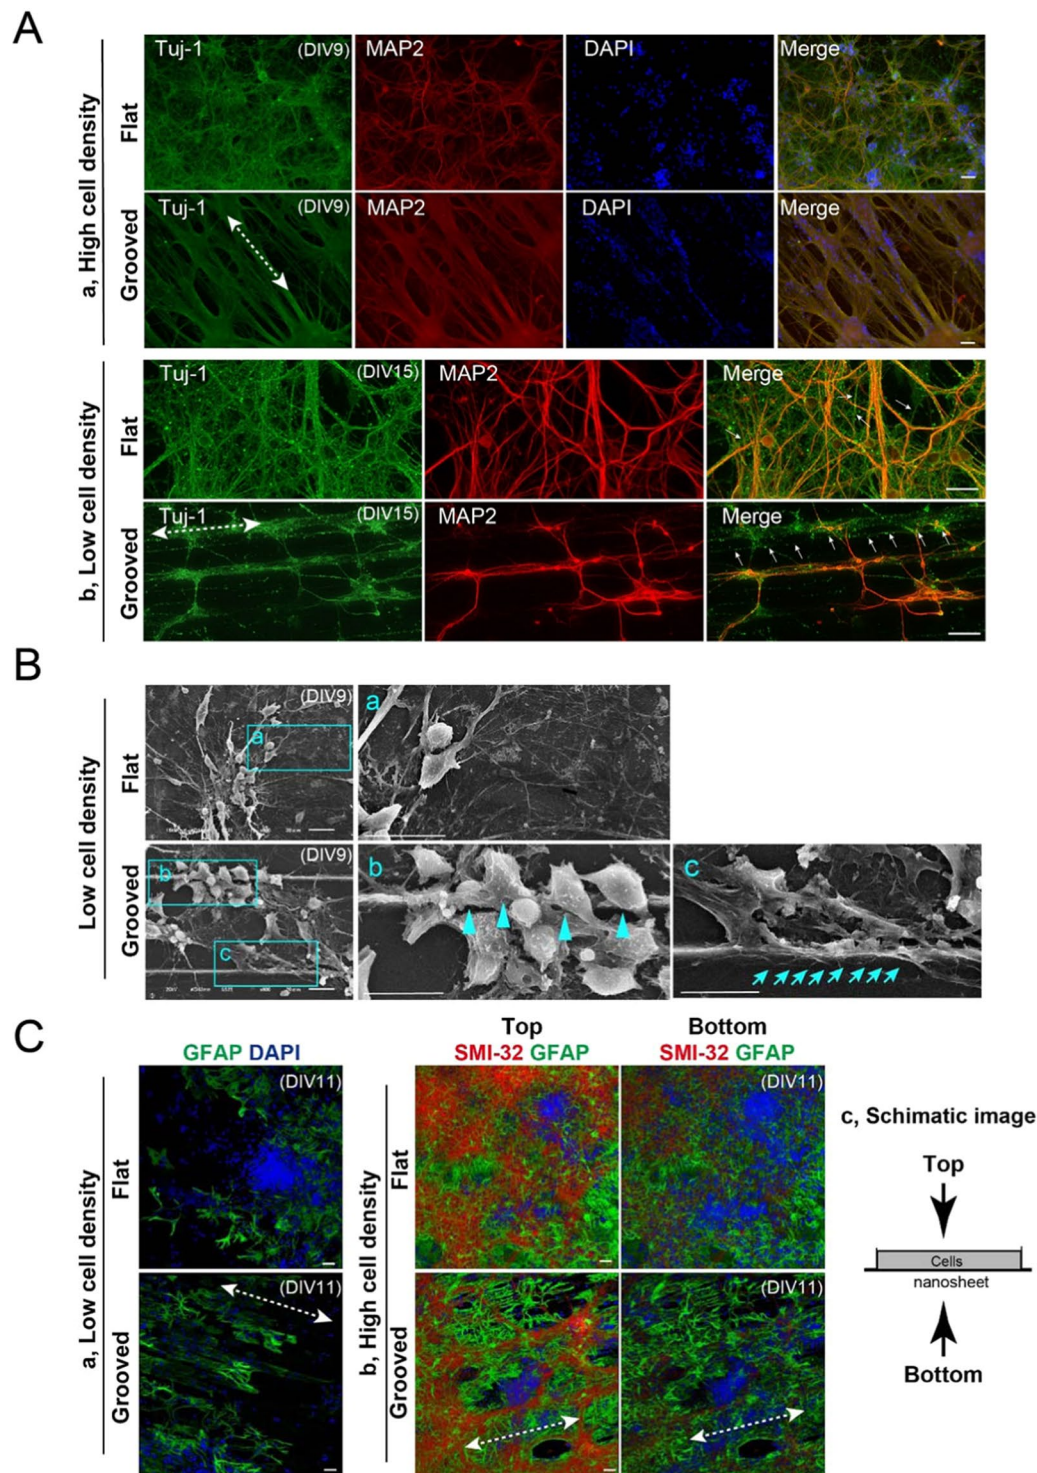 A
a, High cell density
Flat
Tuj-1 (DIV9) MAP2 DAPI Merge
Grooved
Tuj-1 (DIV9) MAP2 DAPI Merge
b, Low cell density
Flat
Tuj-1 (DIV15) MAP2 Merge
Grooved
Tuj-1 (DIV15) MAP2 Merge
B
Low cell density
Flat
(DIV9) a
a
Grooved
(DIV9) b c
b
c
C
GFAP DAPI
Top
SMI-32 GFAP
Bottom
SMI-32 GFAP
a, Low cell density
Flat
(DIV11)
Grooved
(DIV11)
b, High cell density
Flat
(DIV11)
Grooved
(DIV11)
c, Schimatic image
Top
Cells
nanosheet
Bottom